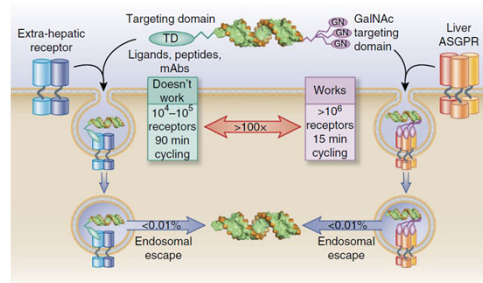 Targeting domain
TD
Ligands, peptides,
mAbs
Extra-hepatic
receptor
GN
GN
GN
GalNAc
targeting
domain
Liver
ASGPR
Doesn't
work
10⁴–10⁵
receptors
90 min
cycling
>100x
Works
>10⁶
receptors
15 min
cycling
<0.01%
Endosomal
escape
<0.01%
Endosomal
escape